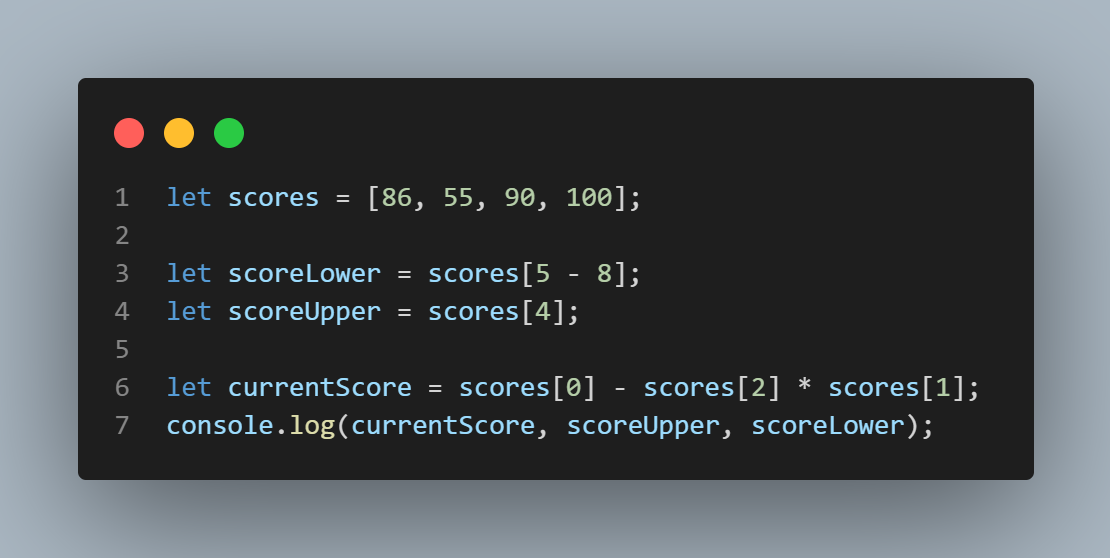 1 let scores = [86, 55, 90, 100];
2
3 let scoreLower = scores[5 - 8];
4 let scoreUpper = scores[4];
5
6 let currentScore = scores[0] - scores[2] * scores[1];
7 console.log(currentScore, scoreUpper, scoreLower);